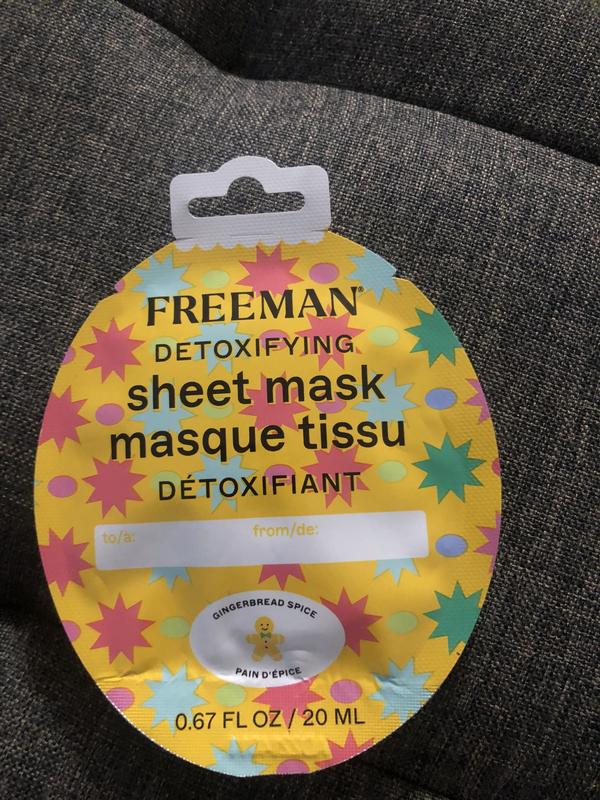 FREEMAN®
DETOXIFYING
sheet mask
masque tissu
DÉTOXIFIANT
to/à: from/de:
GINGERBREAD SPICE
PAIN D'ÉPICE
0.67 FL OZ / 20 ML